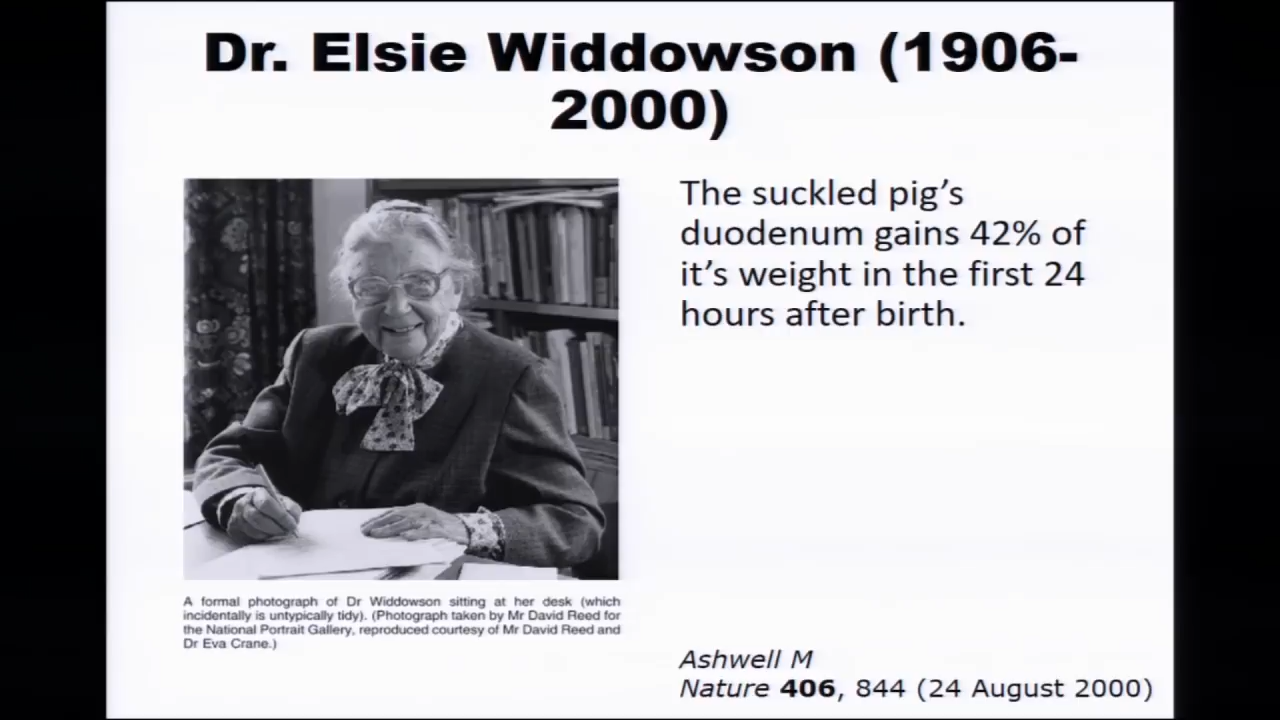 Dr. Elsie Widdowson (1906-
2000)
The suckled pig’s
duodenum gains 42% of
it’s weight in the first 24
hours after birth.
A formal photograph of Dr Widdowson sitting at her desk (which
incidentally is untypically tidy). (Photograph taken by Mr David Reed for
the National Portrait Gallery, reproduced courtesy of Mr David Reed and
Dr Eva Crane.)
Ashwell M
Nature 406, 844 (24 August 2000)